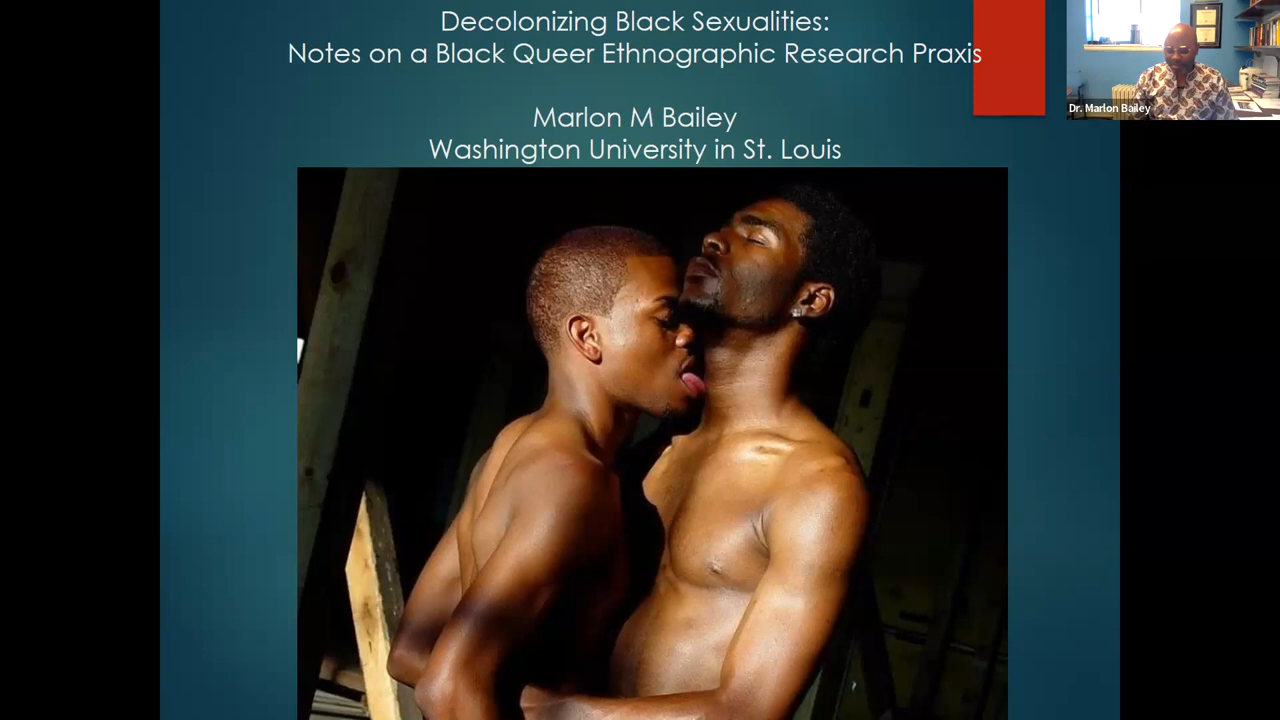 Decolonizing Black Sexualities:
Notes on a Black Queer Ethnographic Research Praxis
Marlon M Bailey
Washington University in St. Louis
Dr. Marlon Bailey